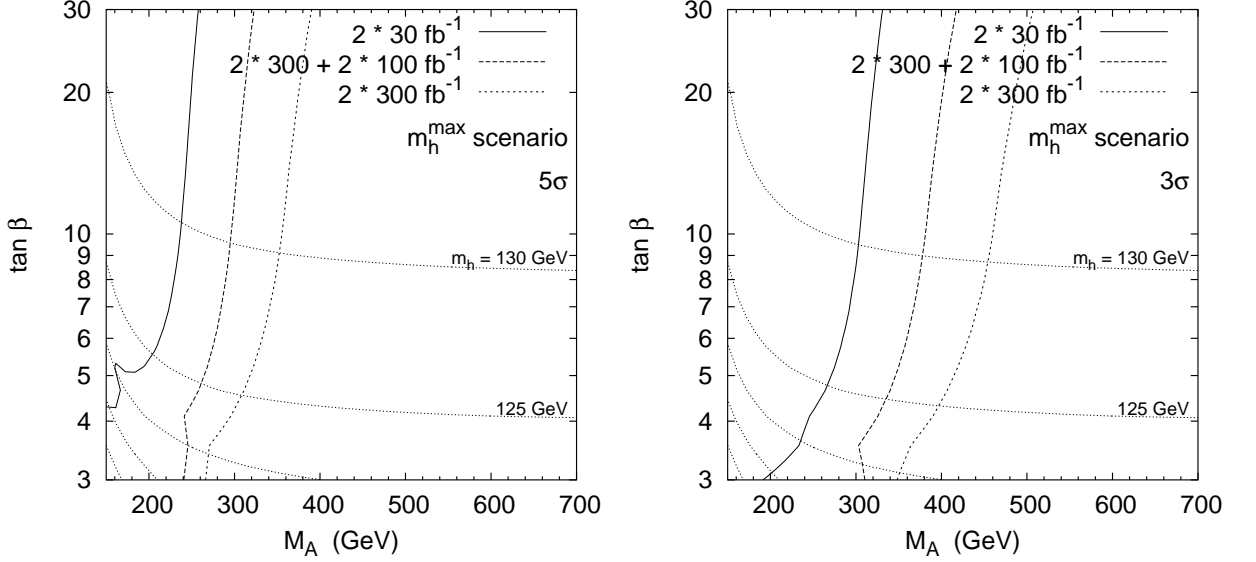 30
20
10
9
8
7
6
5
4
3
tan β
2 * 30 fb⁻¹
2 * 300 + 2 * 100 fb⁻¹
2 * 300 fb⁻¹
m_h^max scenario
5σ
m_h = 130 GeV
125 GeV
200 300 400 500 600 700
M_A (GeV)
30
20
10
9
8
7
6
5
4
3
tan β
2 * 30 fb⁻¹
2 * 300 + 2 * 100 fb⁻¹
2 * 300 fb⁻¹
m_h^max scenario
3σ
m_h = 130 GeV
125 GeV
200 300 400 500 600 700
M_A (GeV)